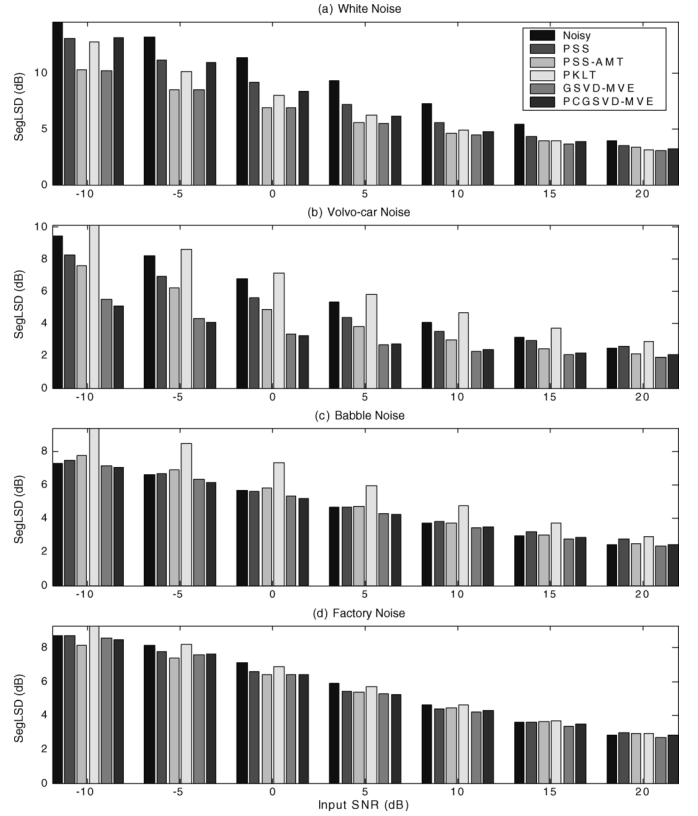 (a) White Noise
SegLSD (dB)
10
5
0
Noisy
PSS
PSS-AMT
PKLT
GSVD-MVE
PCGSVD-MVE
-10 -5 0 5 10 15 20
(b) Volvo-car Noise
SegLSD (dB)
10
8
6
4
2
0
-10 -5 0 5 10 15 20
(c) Babble Noise
SegLSD (dB)
8
6
4
2
0
-10 -5 0 5 10 15 20
(d) Factory Noise
SegLSD (dB)
8
6
4
2
0
-10 -5 0 5 10 15 20
Input SNR (dB)